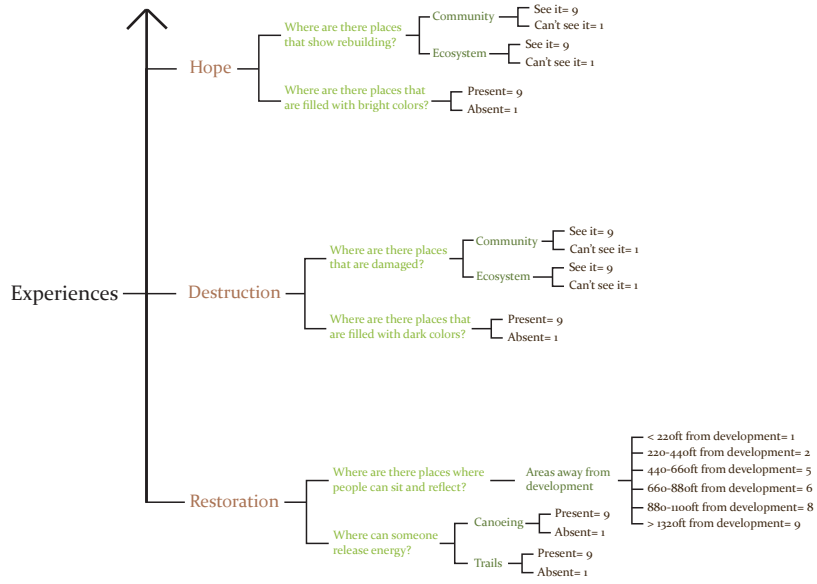 Hope
Where are there places
that show rebuilding?
Community
See it= 9
Can't see it= 1
Ecosystem
See it= 9
Can't see it= 1
Where are there places that
are filled with bright colors?
Present= 9
Absent= 1
Experiences
Destruction
Where are there places
that are damaged?
Community
See it= 9
Can't see it= 1
Ecosystem
See it= 9
Can't see it= 1
Where are there places that
are filled with dark colors?
Present= 9
Absent= 1
Restoration
Where are there places where
people can sit and reflect?
Areas away from
development
< 220ft from development= 1
220-440ft from development= 2
440-660ft from development= 5
660-880ft from development= 6
880-1100ft from development= 8
> 1320ft from development= 9
Where can someone
release energy?
Canoeing
Present= 9
Absent= 1
Trails
Present= 9
Absent= 1